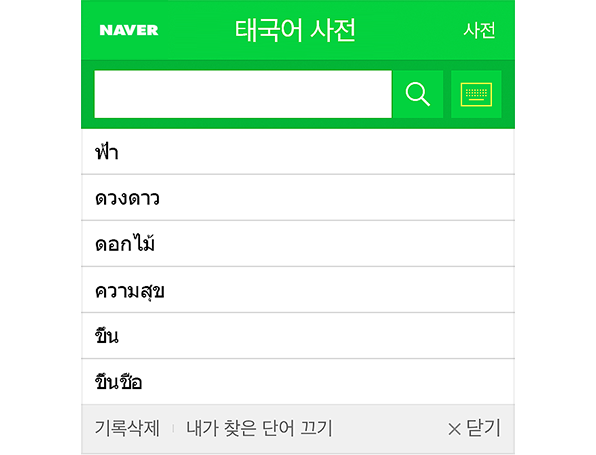 NAVER 태국어 사전 사전
ฟ้า
ดวงดาว
ดอกไม้
ความสุข
ขึ้น
ขึ้นชื่อ
기록삭제 내가 찾은 단어 끄기 × 닫기